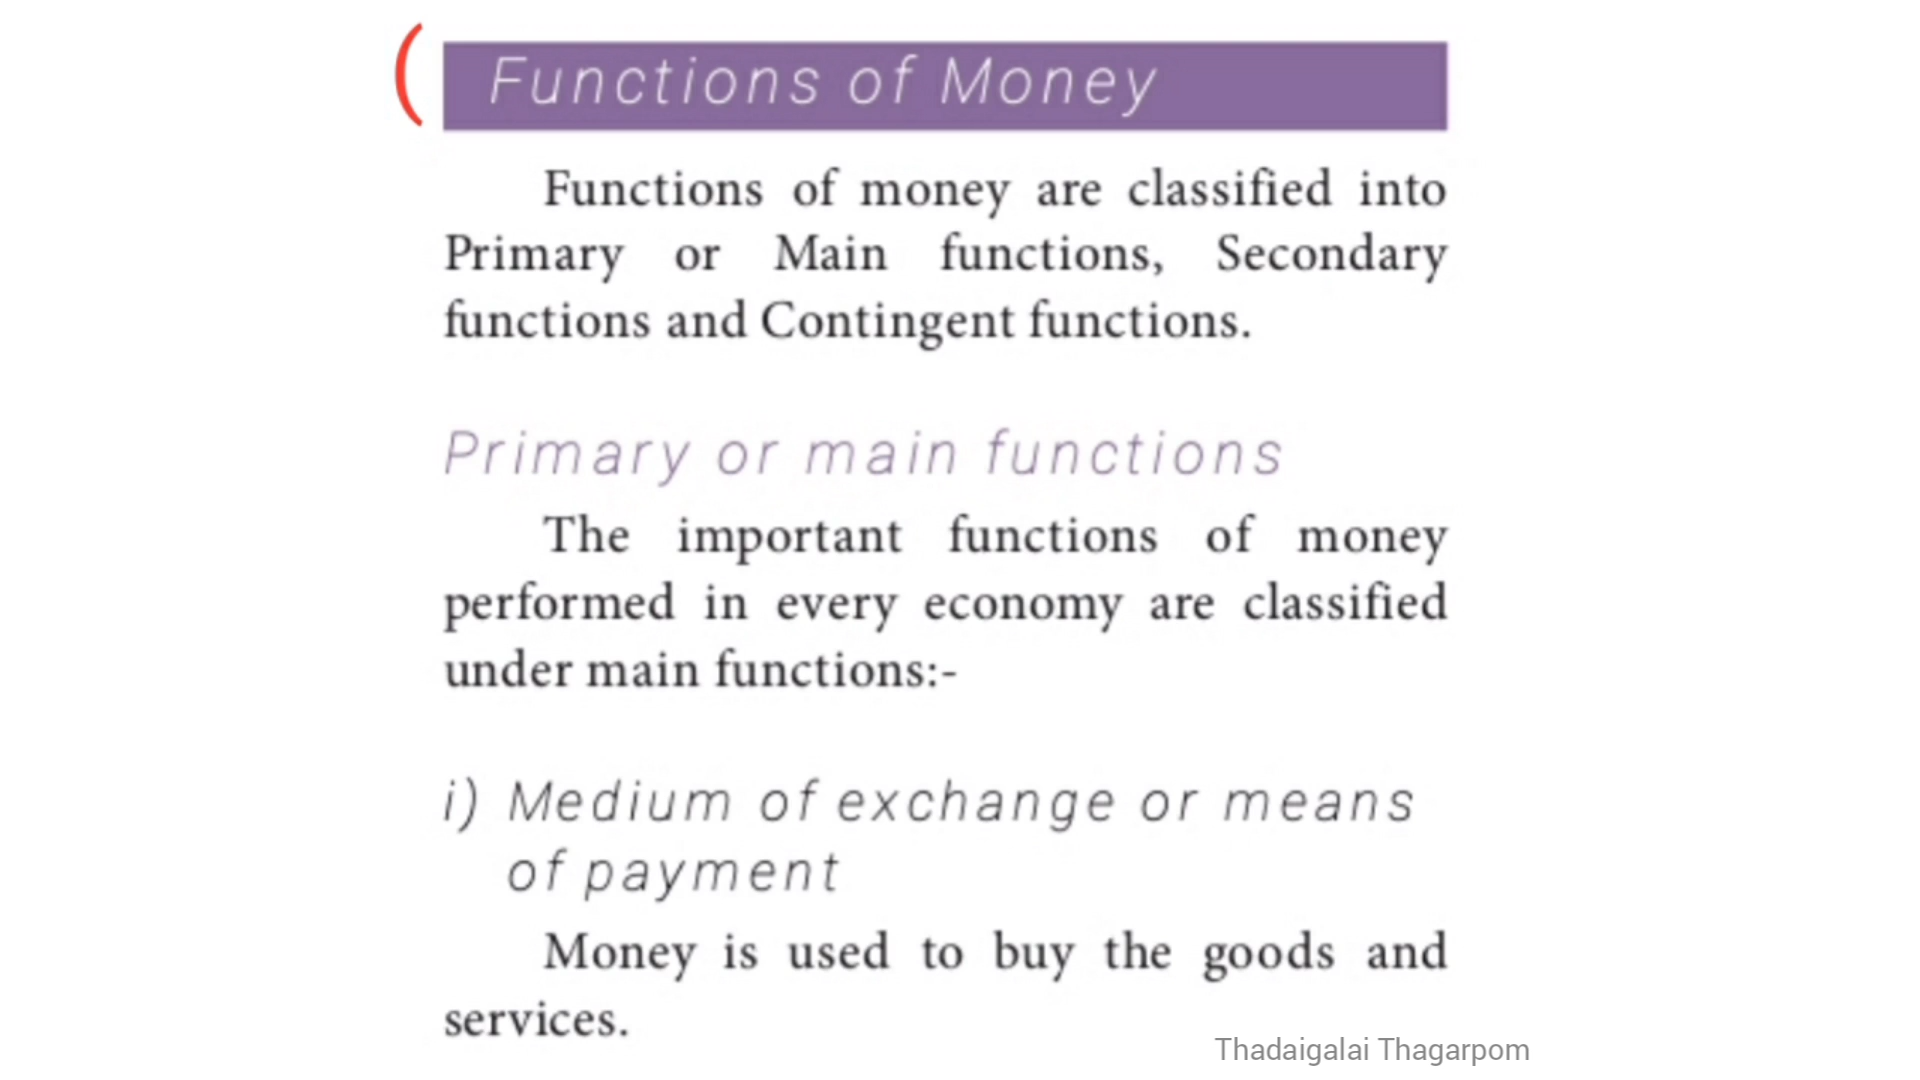 Functions of Money
Functions of money are classified into
Primary or Main functions, Secondary
functions and Contingent functions.
Primary or main functions
The important functions of money
performed in every economy are classified
under main functions:-
i) Medium of exchange or means
of payment
Money is used to buy the goods and
services.
Thadaigalai Thagarpom